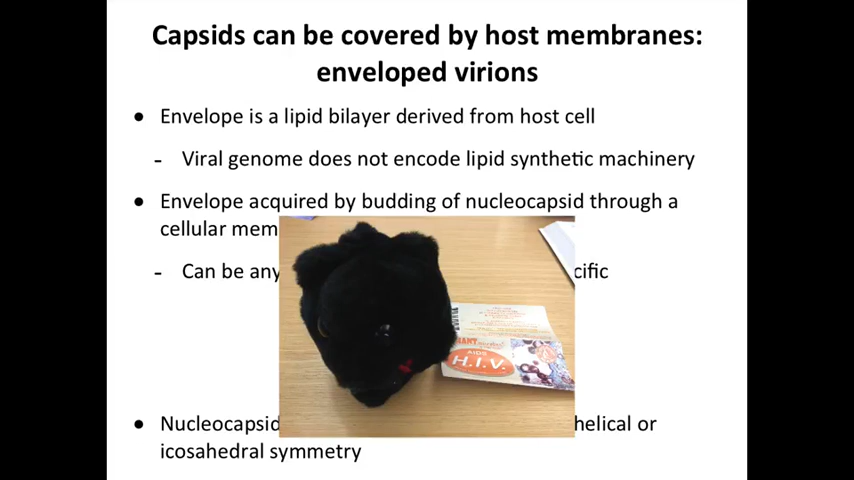 Capsids can be covered by host membranes:
enveloped virions
● Envelope is a lipid bilayer derived from host cell
- Viral genome does not encode lipid synthetic machinery
● Envelope acquired by budding of nucleocapsid through a
cellular mem
- Can be any cific
AIDS
H.I.V.
● Nucleocapsid helical or
icosahedral symmetry